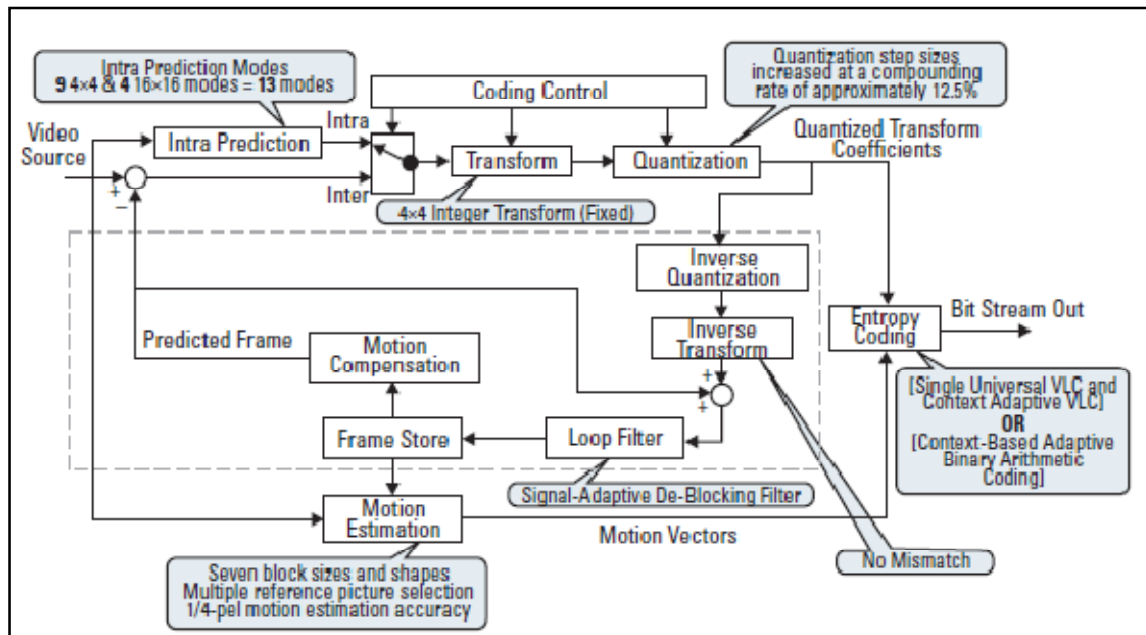 Intra Prediction Modes
9 4×4 & 4 16×16 modes = 13 modes
Quantization step sizes
increased at a compounding
rate of approximately 12.5%
Coding Control
Video
Source
Intra Prediction
Intra
Inter
Transform
Quantization
Quantized Transform
Coefficients
+
−
4×4 Integer Transform (Fixed)
Inverse
Quantization
Predicted Frame
Motion
Compensation
Inverse
Transform
Entropy
Coding
Bit Stream Out
+
+
[Single Universal VLC and
Context Adaptive VLC]
OR
[Context-Based Adaptive
Binary Arithmetic
Coding]
Frame Store
Loop Filter
Signal-Adaptive De-Blocking Filter
Motion
Estimation
Motion Vectors
No Mismatch
Seven block sizes and shapes
Multiple reference picture selection
1/4-pel motion estimation accuracy